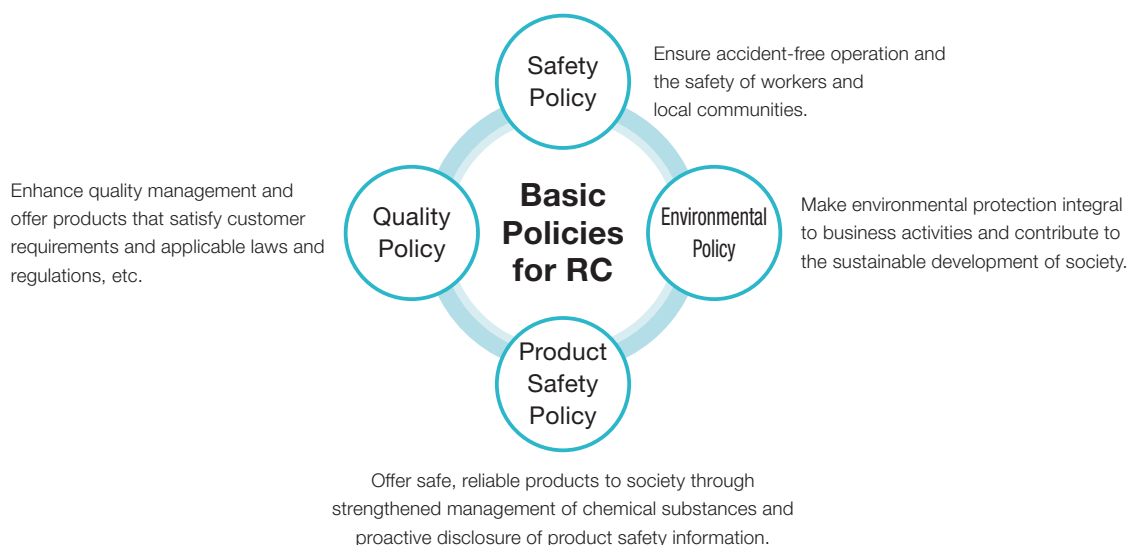 Safety
Policy
Ensure accident-free operation and
the safety of workers and
local communities.
Enhance quality management and
offer products that satisfy customer
requirements and applicable laws and
regulations, etc.
Quality
Policy
Basic
Policies
for RC
Environmental
Policy
Make environmental protection integral
to business activities and contribute to
the sustainable development of society.
Product
Safety
Policy
Offer safe, reliable products to society through
strengthened management of chemical substances and
proactive disclosure of product safety information.